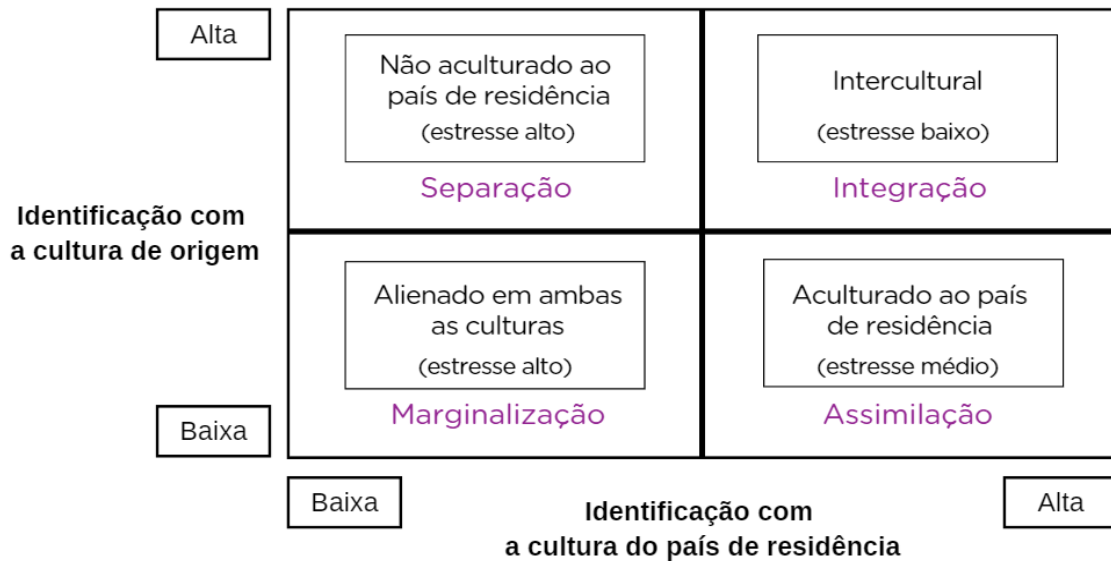 Alta
Não aculturado ao
país de residência
(estresse alto)
Separação
Intercultural
(estresse baixo)
Integração
Identificação com
a cultura de origem
Alienado em ambas
as culturas
(estresse alto)
Marginalização
Aculturado ao país
de residência
(estresse médio)
Assimilação
Baixa
Baixa
Identificação com
a cultura do país de residência
Alta